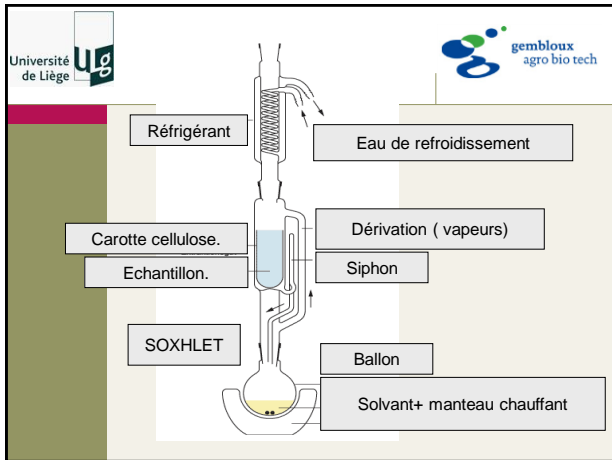 Université
de Liège
ULg
gembloux
agro bio tech
Réfrigérant
Eau de refroidissement
Carotte cellulose.
Dérivation ( vapeurs)
Echantillon.
Siphon
SOXHLET
Ballon
Solvant+ manteau chauffant